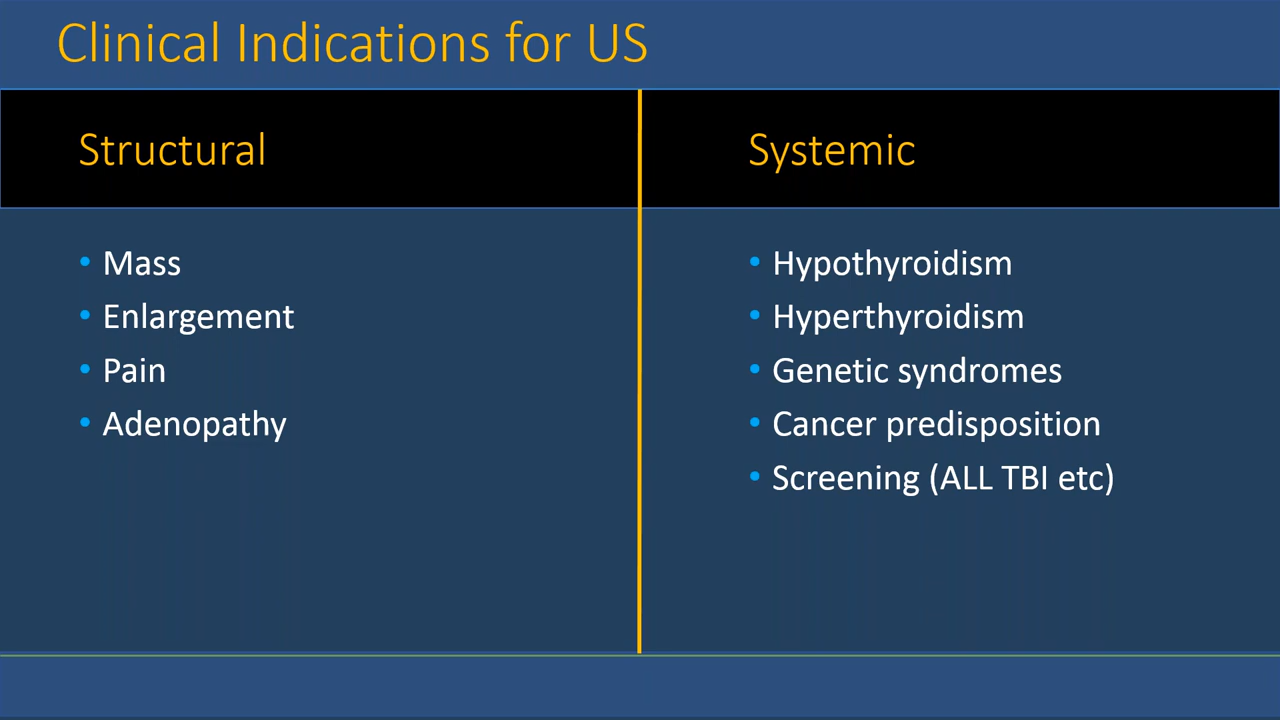 Clinical Indications for US
Structural
• Mass
• Enlargement
• Pain
• Adenopathy
Systemic
• Hypothyroidism
• Hyperthyroidism
• Genetic syndromes
• Cancer predisposition
• Screening (ALL TBI etc)